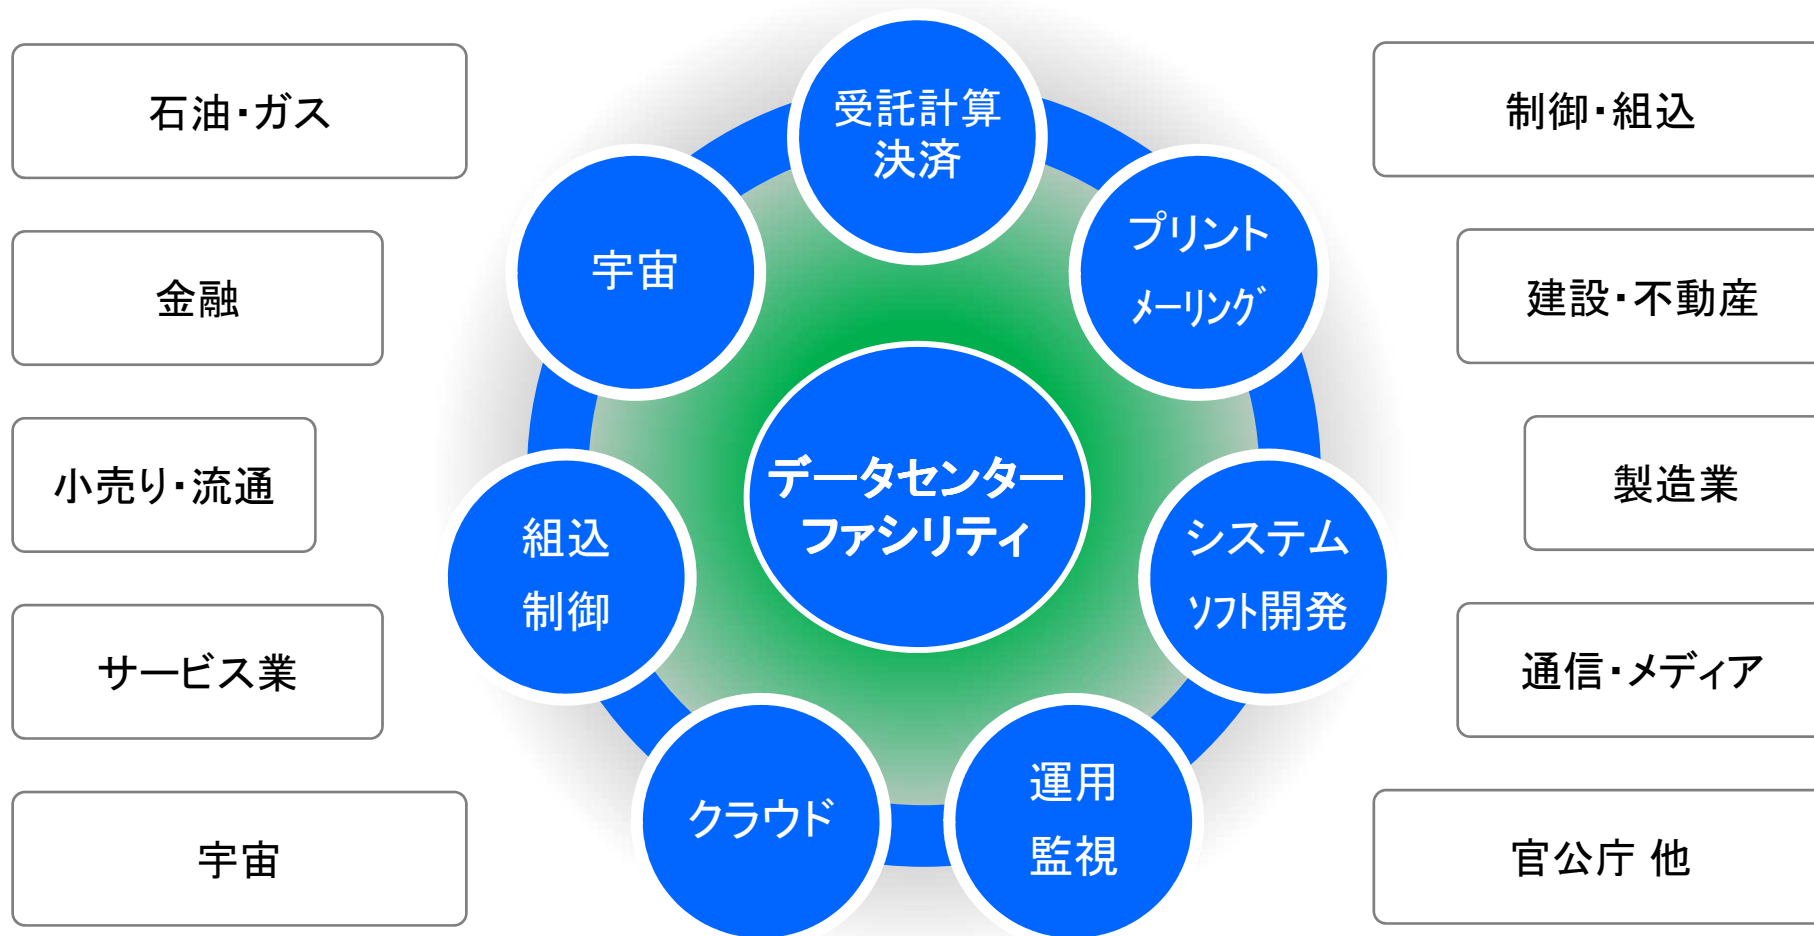 石油・ガス
金融
小売り・流通
サービス業
宇宙
受託計算
決済
プリント
メーリング
システム
ソフト開発
運用
監視
クラウド
組込
制御
宇宙
データセンター
ファシリティ
制御・組込
建設・不動産
製造業
通信・メディア
官公庁 他